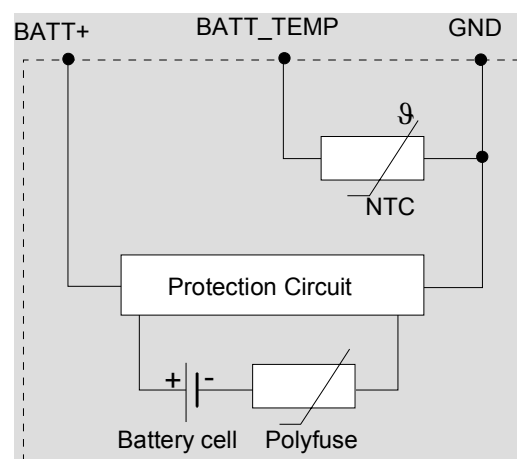 BATT+
BATT_TEMP
GND
ϑ
NTC
Protection Circuit
+
-
Battery cell
Polyfuse